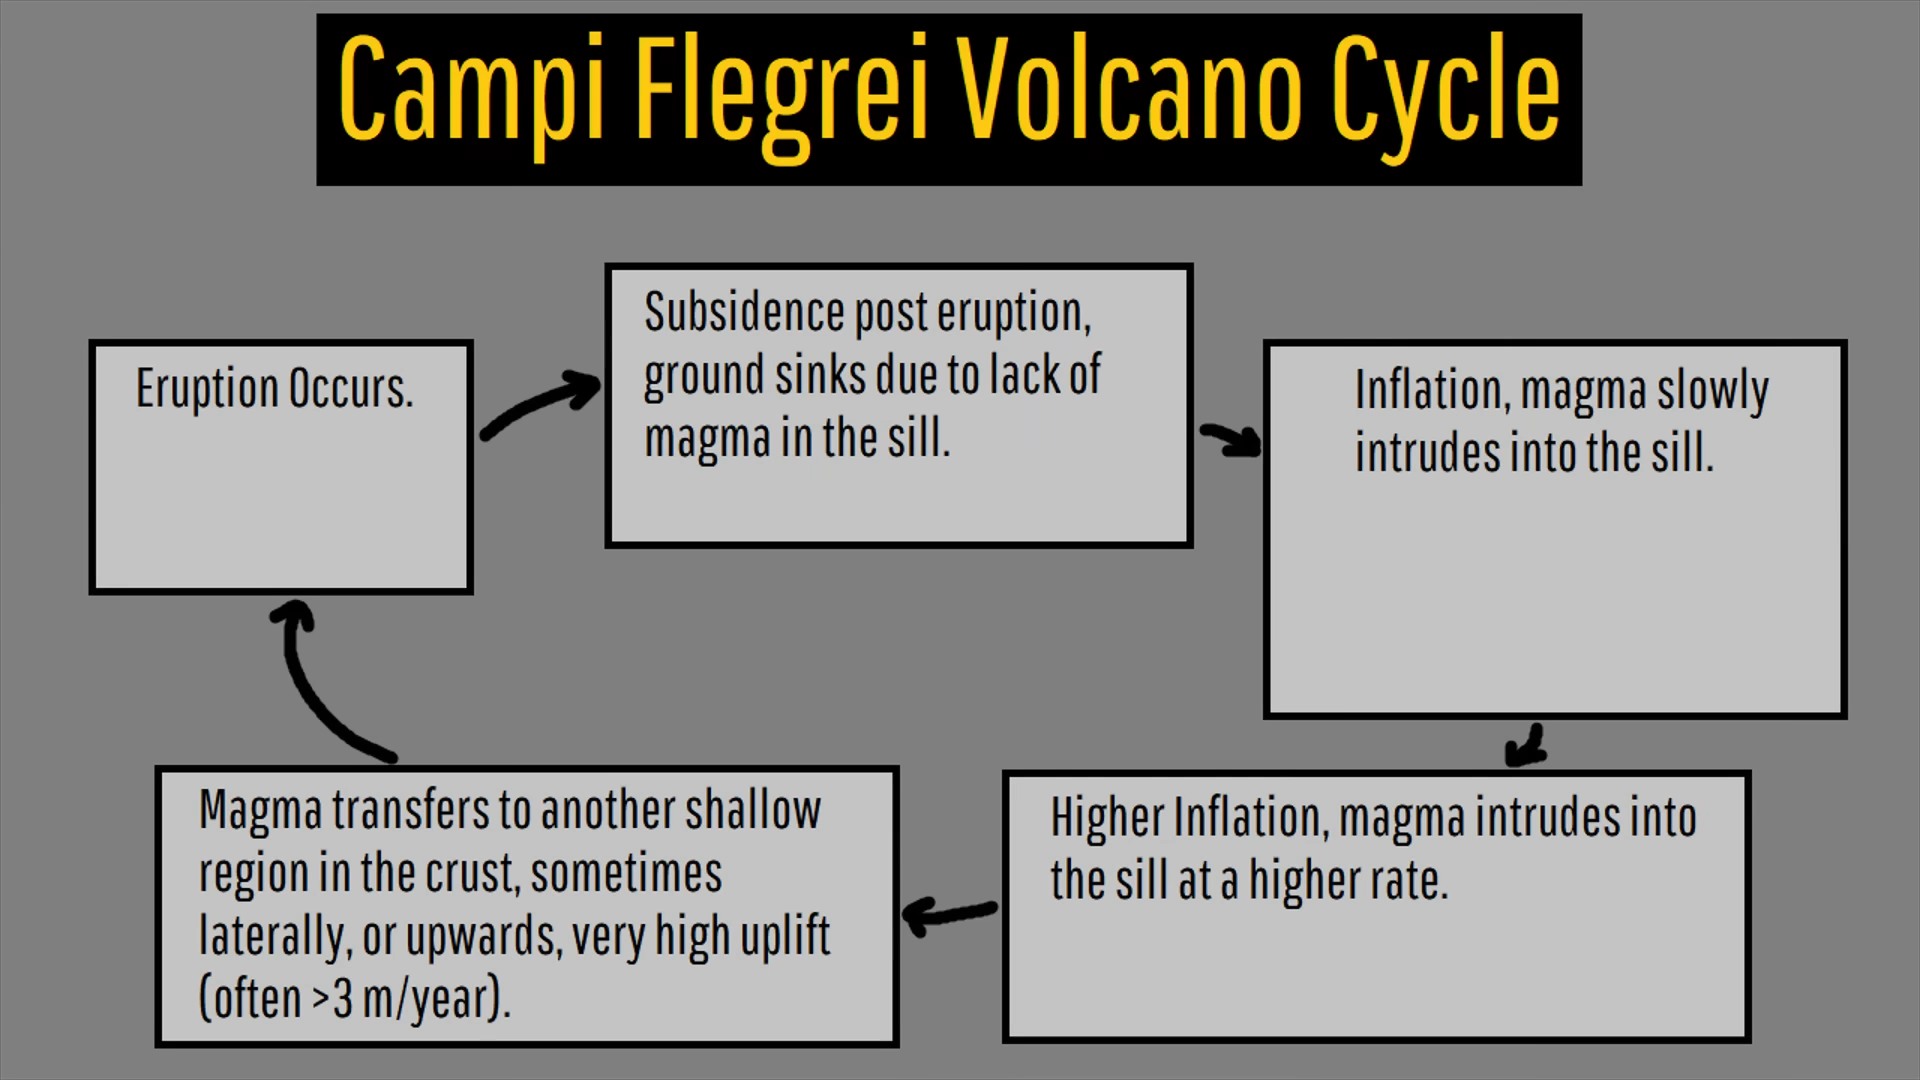 Campi Flegrei Volcano Cycle
Eruption Occurs.
Subsidence post eruption,
ground sinks due to lack of
magma in the sill.
Inflation, magma slowly
intrudes into the sill.
Higher Inflation, magma intrudes into
the sill at a higher rate.
Magma transfers to another shallow
region in the crust, sometimes
laterally, or upwards, very high uplift
(often >3 m/year).